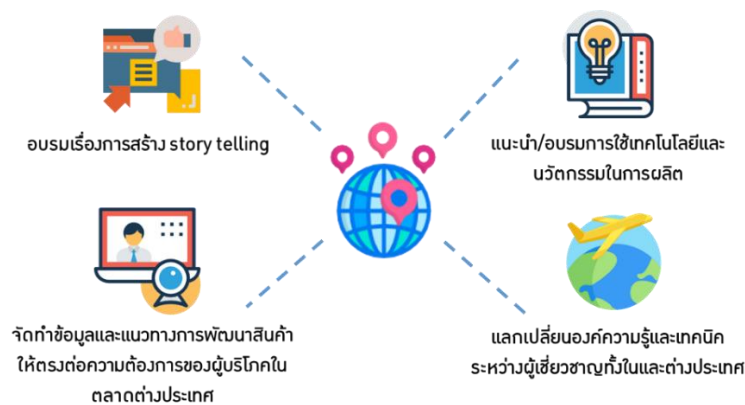 อบรมเรื่องการสร้าง story telling
แนะนำ/อบรมการใช้เทคโนโลยีและ
นวัตกรรมในการผลิต
จัดทำข้อมูลและแนวทางการพัฒนาสินค้า
ให้ตรงต่อความต้องการของผู้บริโภคใน
ตลาดต่างประเทศ
แลกเปลี่ยนองค์ความรู้และเทคนิค
ระหว่างผู้เชี่ยวชาญทั้งในและต่างประเทศ